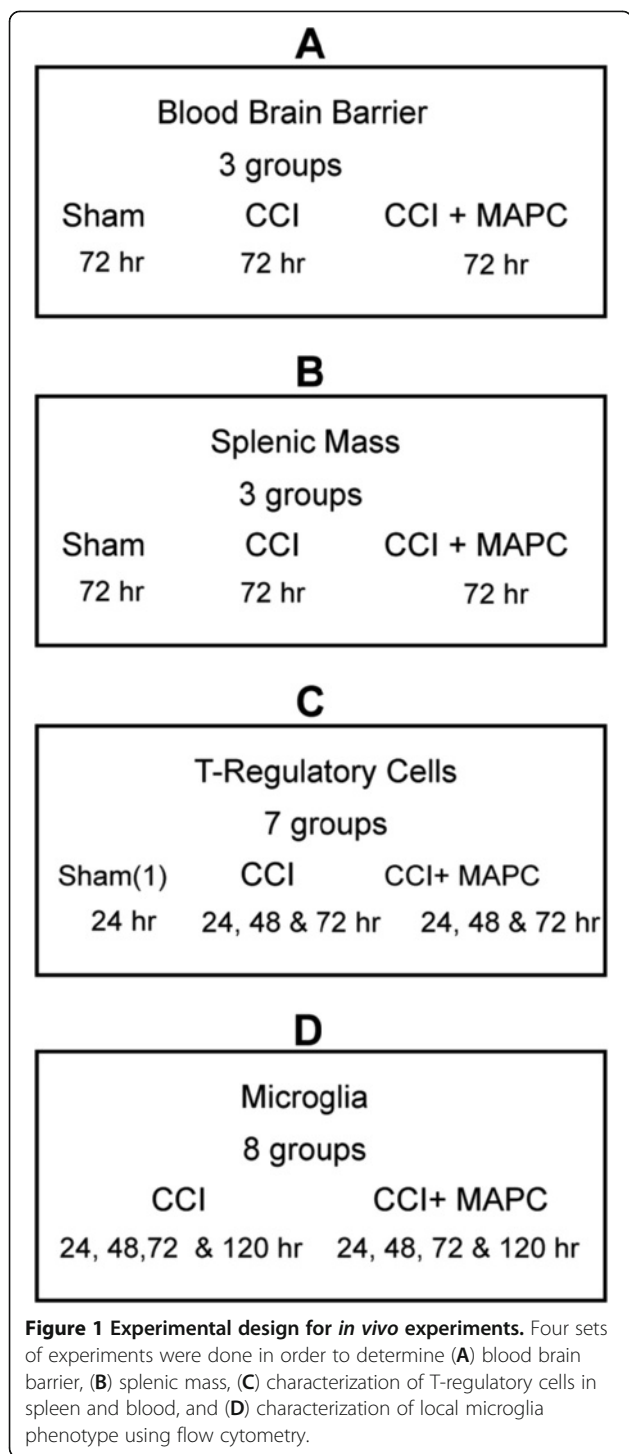 A
Blood Brain Barrier
3 groups
Sham CCI CCI + MAPC
72 hr 72 hr 72 hr
B
Splenic Mass
3 groups
Sham CCI CCI + MAPC
72 hr 72 hr 72 hr
C
T-Regulatory Cells
7 groups
Sham(1) CCI CCI+ MAPC
24 hr 24, 48 & 72 hr 24, 48 & 72 hr
D
Microglia
8 groups
CCI CCI+ MAPC
24, 48,72 & 120 hr 24, 48, 72 & 120 hr
Figure 1 Experimental design for in vivo experiments. Four sets
of experiments were done in order to determine (A) blood brain
barrier, (B) splenic mass, (C) characterization of T-regulatory cells in
spleen and blood, and (D) characterization of local microglia
phenotype using flow cytometry.